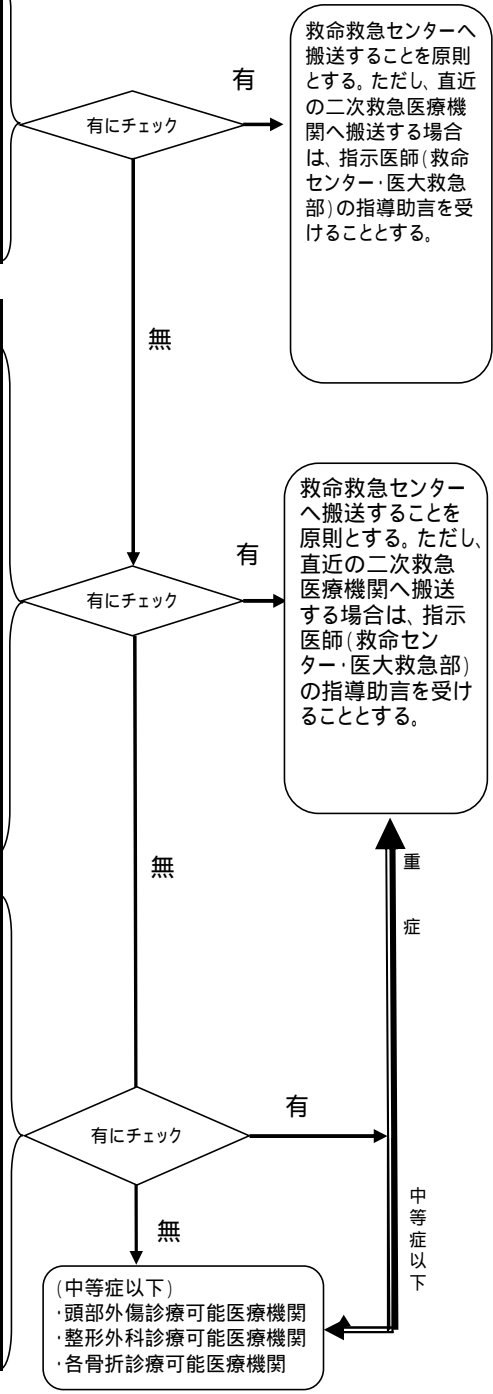 有
有にチェック
救命救急センターへ
搬送することを原則
とする。ただし、直近
の二次救急医療機
関へ搬送する場合
は、指示医師(救命
センター・医大救急
部)の指導助言を受
けることとする。
無
有
有にチェック
救命救急センター
へ搬送することを
原則とする。ただし、
直近の二次救急
医療機関へ搬送
する場合は、指示
医師(救命セン
ター・医大救急部)
の指導助言を受け
ることとする。
無
重
症
有
有にチェック
中等症以下
無
(中等症以下)
・頭部外傷診療可能医療機関
・整形外科診療可能医療機関
・各骨折診療可能医療機関